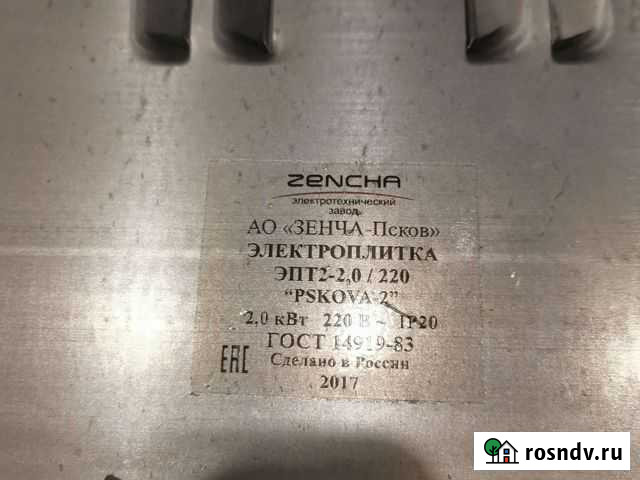 ZENCHA
электротехнический
завод
АО «ЗЕНЧА-Псков»
ЭЛЕКТРОПЛИТКА
ЭПТ2-2,0 / 220
“PSKOVA-2”
2,0 кВт 220 В ~ IP20
ГОСТ 14919-83
EAC Сделано в России
2017
rosndv.ru